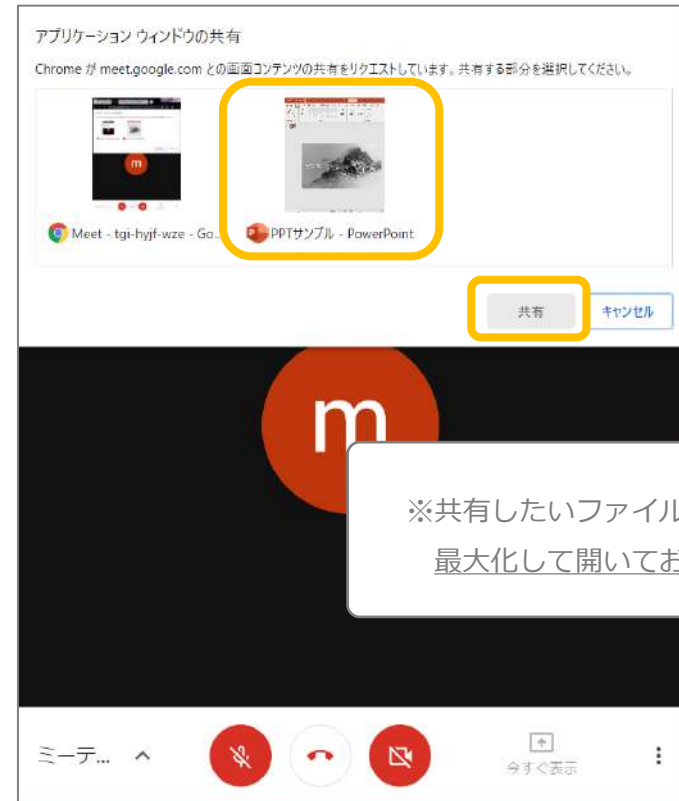 アプリケーション ウィンドウの共有
Chrome が meet.google.com との画面コンテンツの共有をリクエストしています。共有する部分を選択してください。
Meet - tgi-hyjf-wze - Go...
PPTサンプル - PowerPoint
共有
キャンセル
m
m
※共有したいファイル
最大化して開いてお
ミーテ...
今すぐ表示